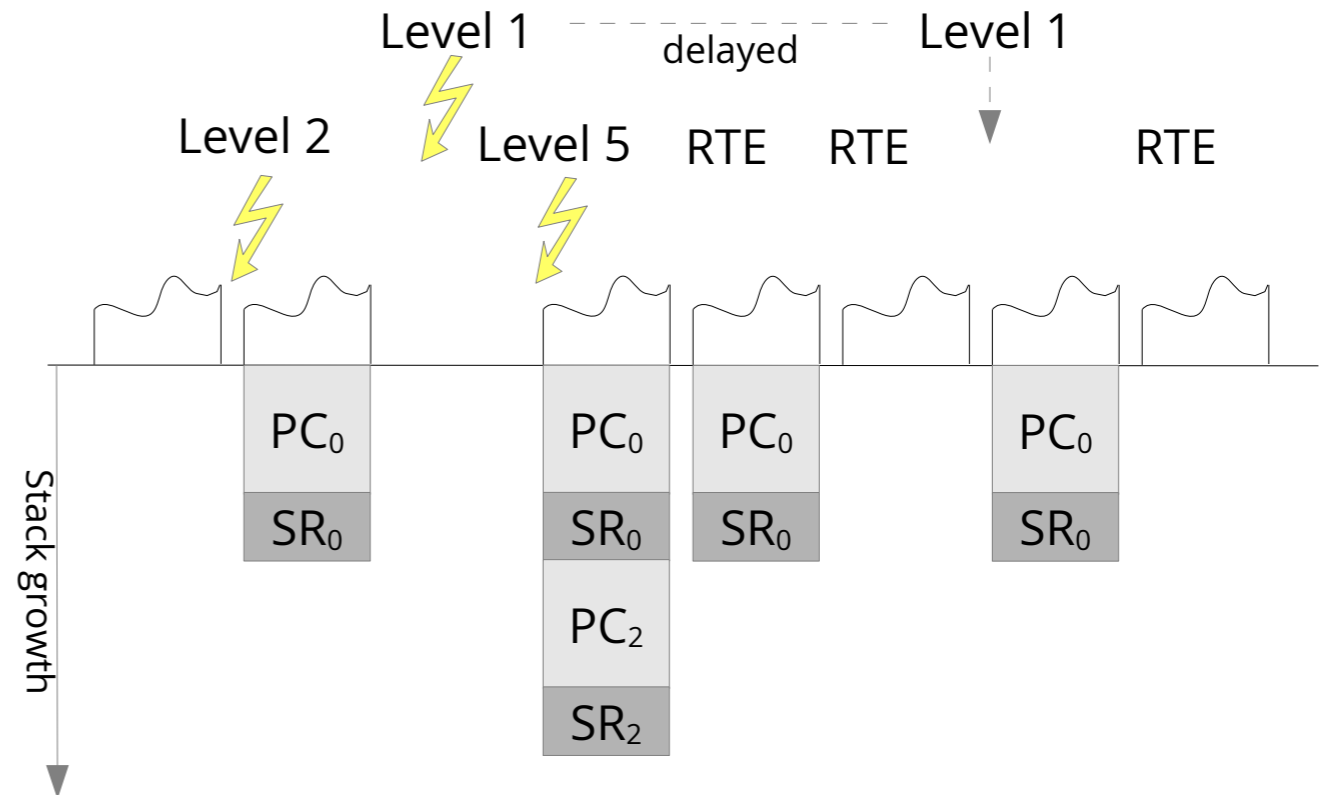 Level 1
delayed
Level 1
Level 2
Level 5
RTE
RTE
RTE
PC₀
PC₀
PC₀
PC₀
SR₀
SR₀
SR₀
SR₀
PC₂
SR₂
Stack growth